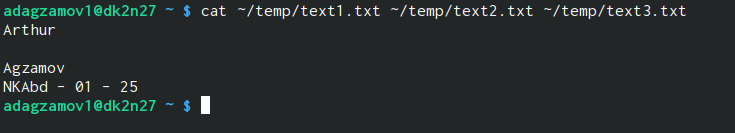 adagzamov1@dk2n27 ~ $ cat ~/temp/text1.txt ~/temp/text2.txt ~/temp/text3.txt
Arthur

Agzamov
NKAbd - 01 - 25
adagzamov1@dk2n27 ~ $